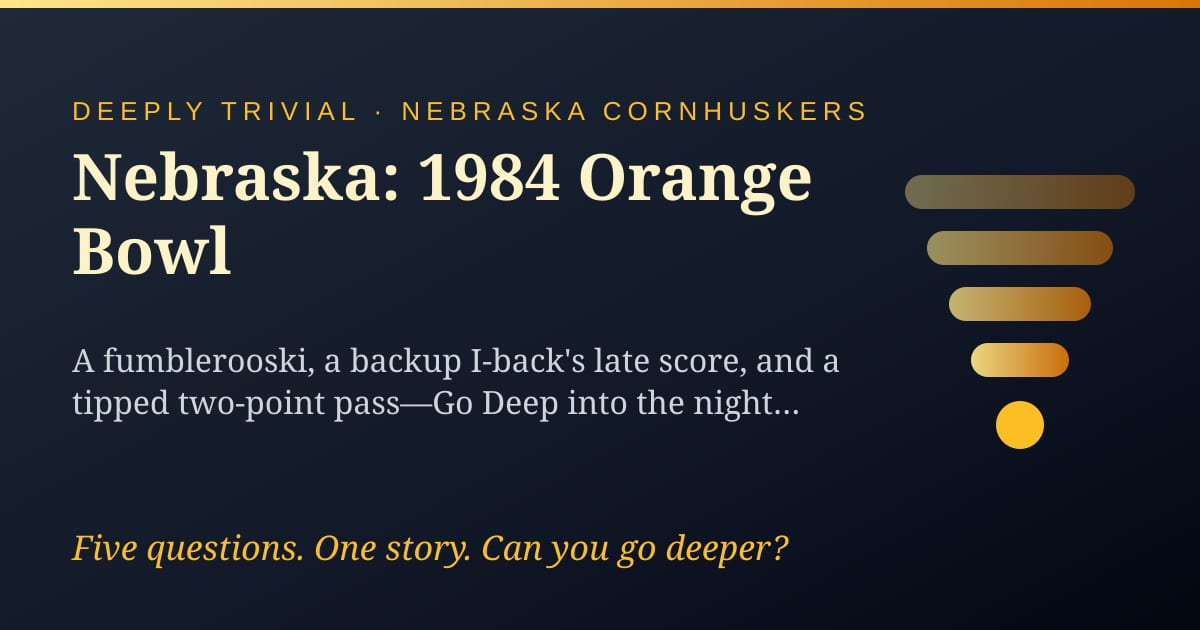 DEEPLY TRIVIAL · NEBRASKA CORNHUSKERS
Nebraska: 1984 Orange
Bowl
A fumblerooski, a backup I-back's late score, and a
tipped two-point pass—Go Deep into the night…
Five questions. One story. Can you go deeper?